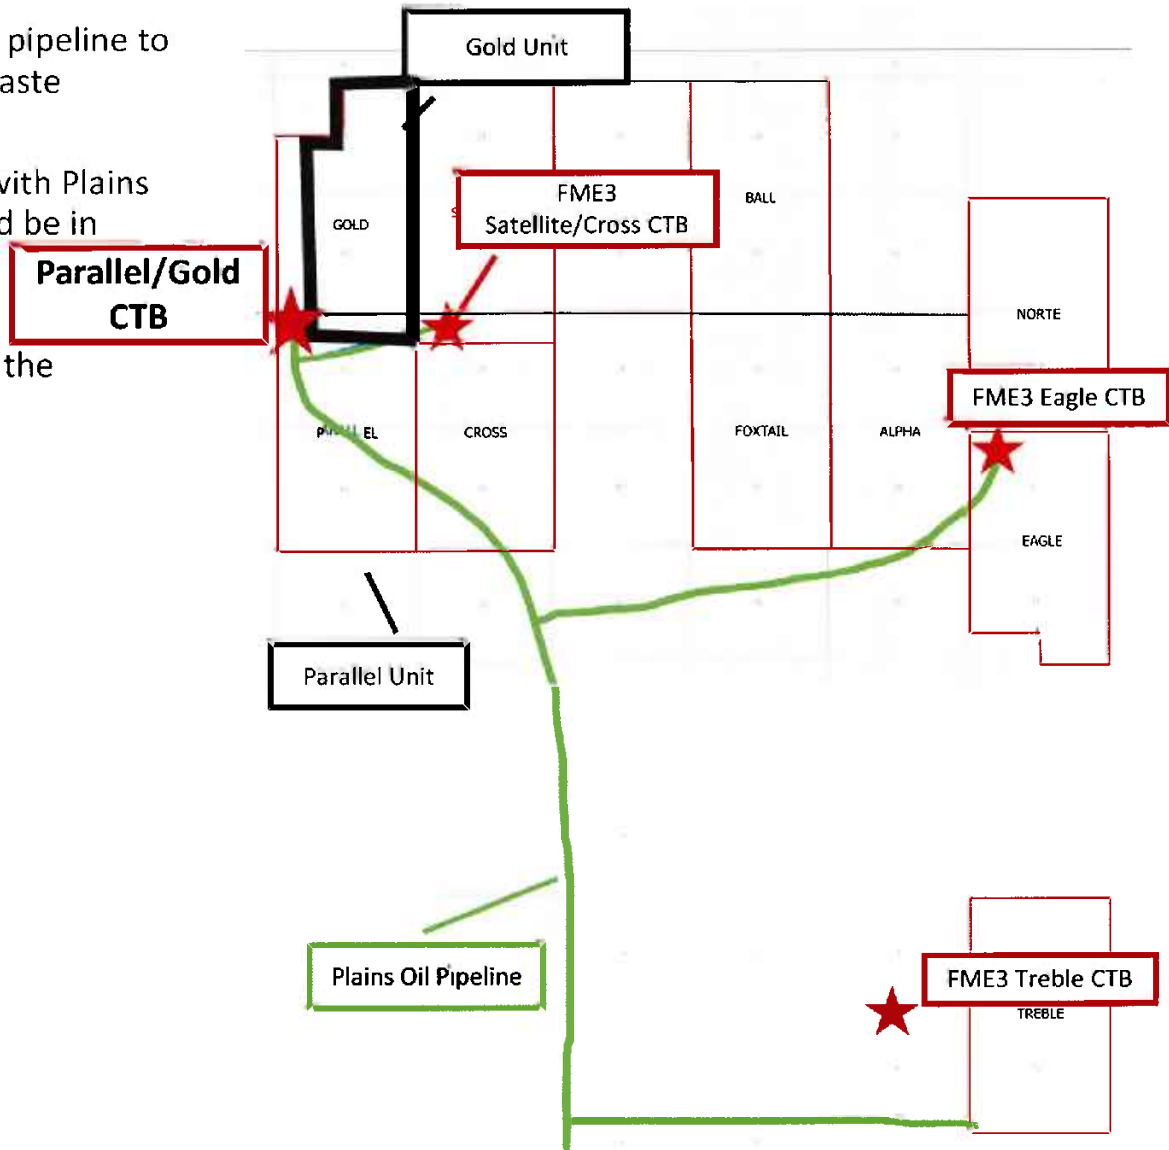 pipeline to
aste
Gold Unit
vith Plains
d be in
FME3
Satellite/Cross CTB
BALL
GOLD
Parallel/Gold
CTB
the
NORTE
FME3 Eagle CTB
CROSS
FOXTAIL
ALPHA
EAGLE
Parallel Unit
Plains Oil Pipeline
FME3 Treble CTB
TREBLE